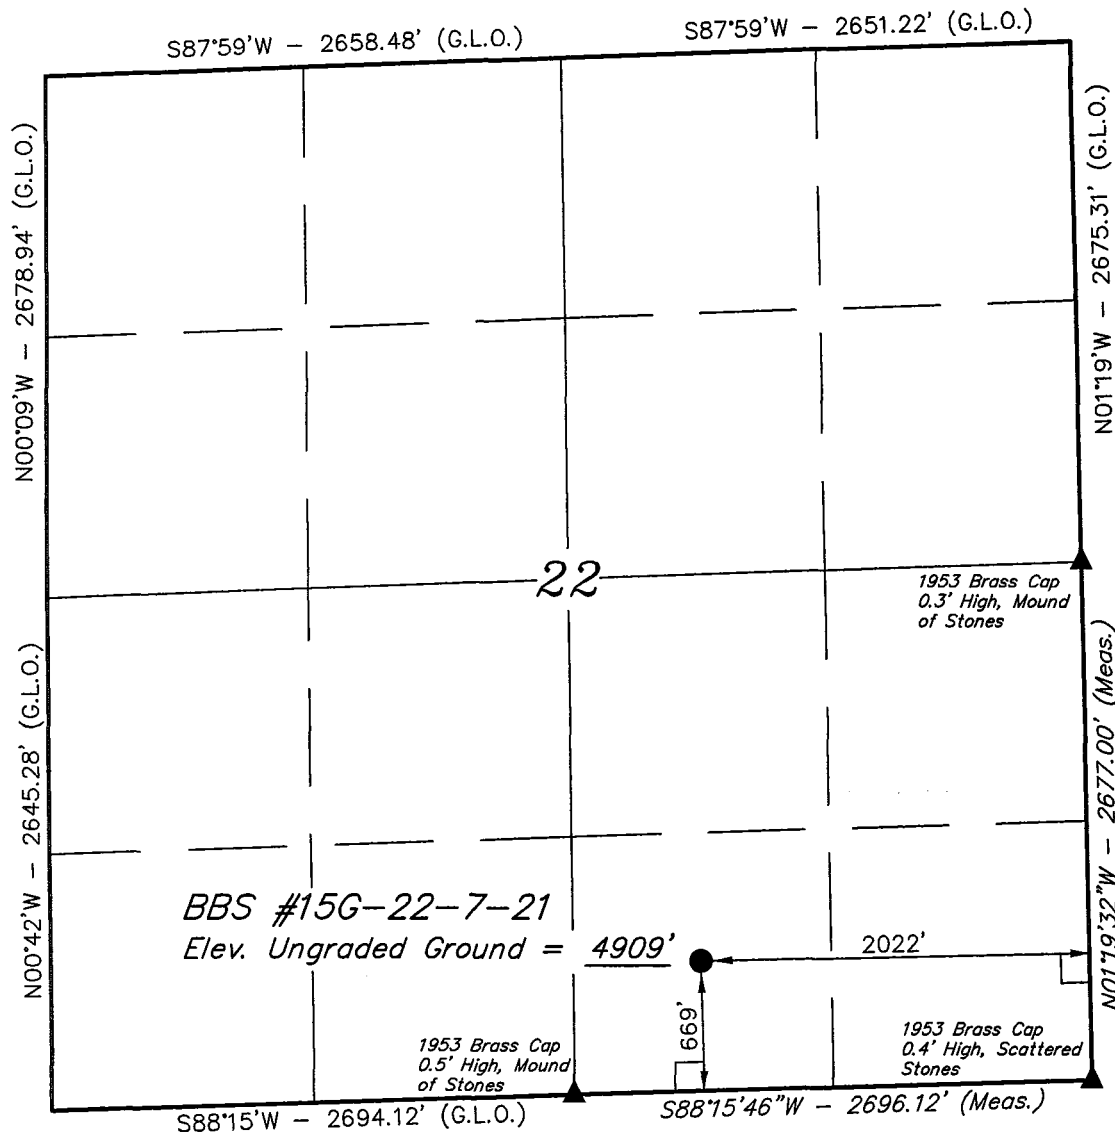 S87°59'W – 2658.48' (G.L.O.)
S87°59'W – 2651.22' (G.L.O.)
N00°09'W – 2678.94' (G.L.O.)
N01°19'W – 2675.31' (G.L.O.)
22
1953 Brass Cap
0.3' High, Mound
of Stones
N00°42'W – 2645.28' (G.L.O.)
N01°19'32"W – 2677.00' (Meas.)
BBS #15G-22-7-21
Elev. Ungraded Ground = 4909'
2022'
669'
1953 Brass Cap
0.5' High, Mound
of Stones
1953 Brass Cap
0.4' High, Scattered
Stones
S88°15'W – 2694.12' (G.L.O.)
S88°15'46"W – 2696.12' (Meas.)